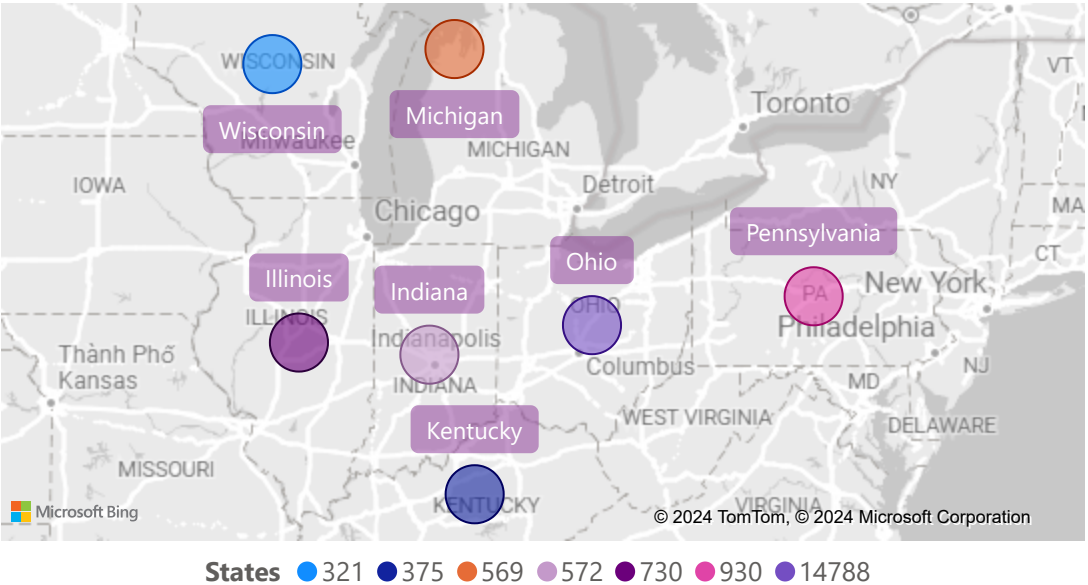 WISCONSIN
Wisconsin
Milwaukee
Michigan
MICHIGAN
Toronto
VT
IOWA
Detroit
NY
MA
Chicago
Pennsylvania
CT
Ohio
Illinois
Indiana
OHIO
PA
New York
ILLINOIS
Indianapolis
Philadelphia
Thành Phố
Kansas
Columbus
NJ
INDIANA
MD
Kentucky
WEST VIRGINIA
DELAWARE
MISSOURI
KENTUCKY
VIRGINIA
Microsoft Bing
© 2024 TomTom, © 2024 Microsoft Corporation
States 321 375 569 572 730 930 14788